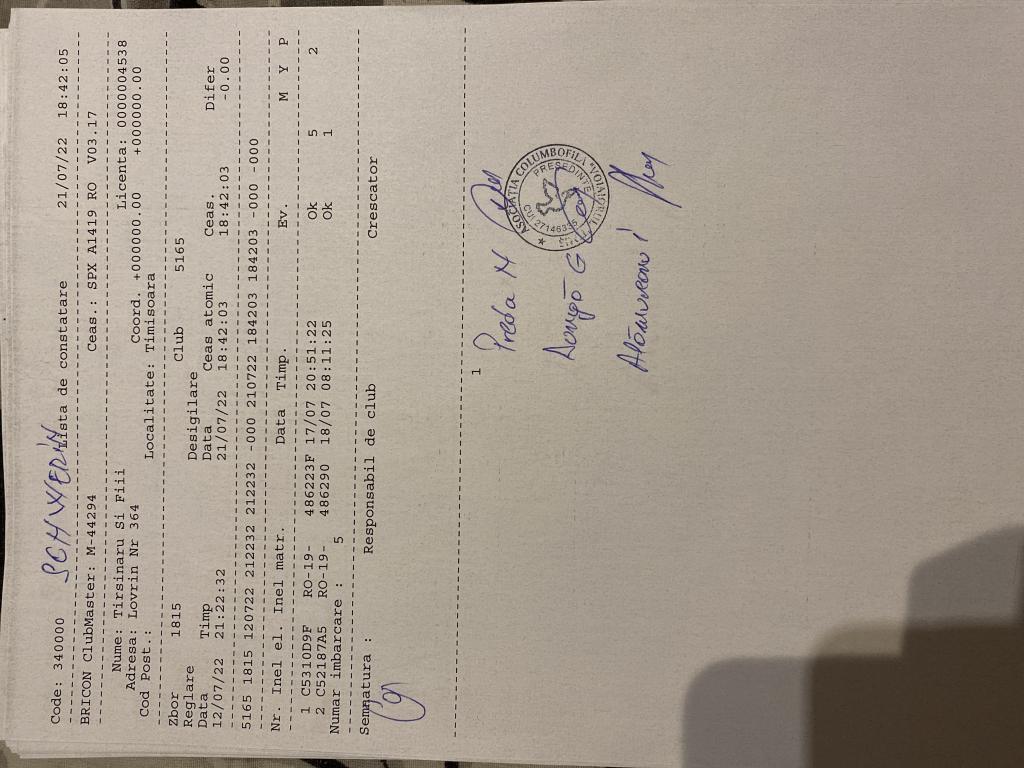 SCHWERIN
Code: 340000 Lista de constatare 21/07/22 18:42:05
BRICON ClubMaster: M-44294 Ceas.: SPX A1419 RO V03.17
Nume: Tirsinaru Si Fiii Licenta: 0000004538
Adresa: Lovrin Nr 364 Coord. +000000.00 +000000.00
Cod Post.: Localitate: Timisoara
Zbor 1815 Club 5165
Reglare Desigilare
Data Timp Data Ceas atomic Ceas. Difer
12/07/22 21:22:32 21/07/22 18:42:03 18:42:03 -0.00
5165 1815 120722 212232 212232 -000 210722 184203 184203 -000 -000
Nr. Inel el. Inel matr. Data Timp. Ev. M Y P
1 C5310D9F RO-19- 486223F 17/07 20:51:22 Ok 5 2
2 C52187A5 RO-19- 486290 18/07 08:11:25 Ok 1
Numar imbarcare : 5
Semnatura : Responsabil de club Crescator
1
Preda M
ASOCIATIA COLUMBOFILA
PRESEDINTE
CUI 27146335